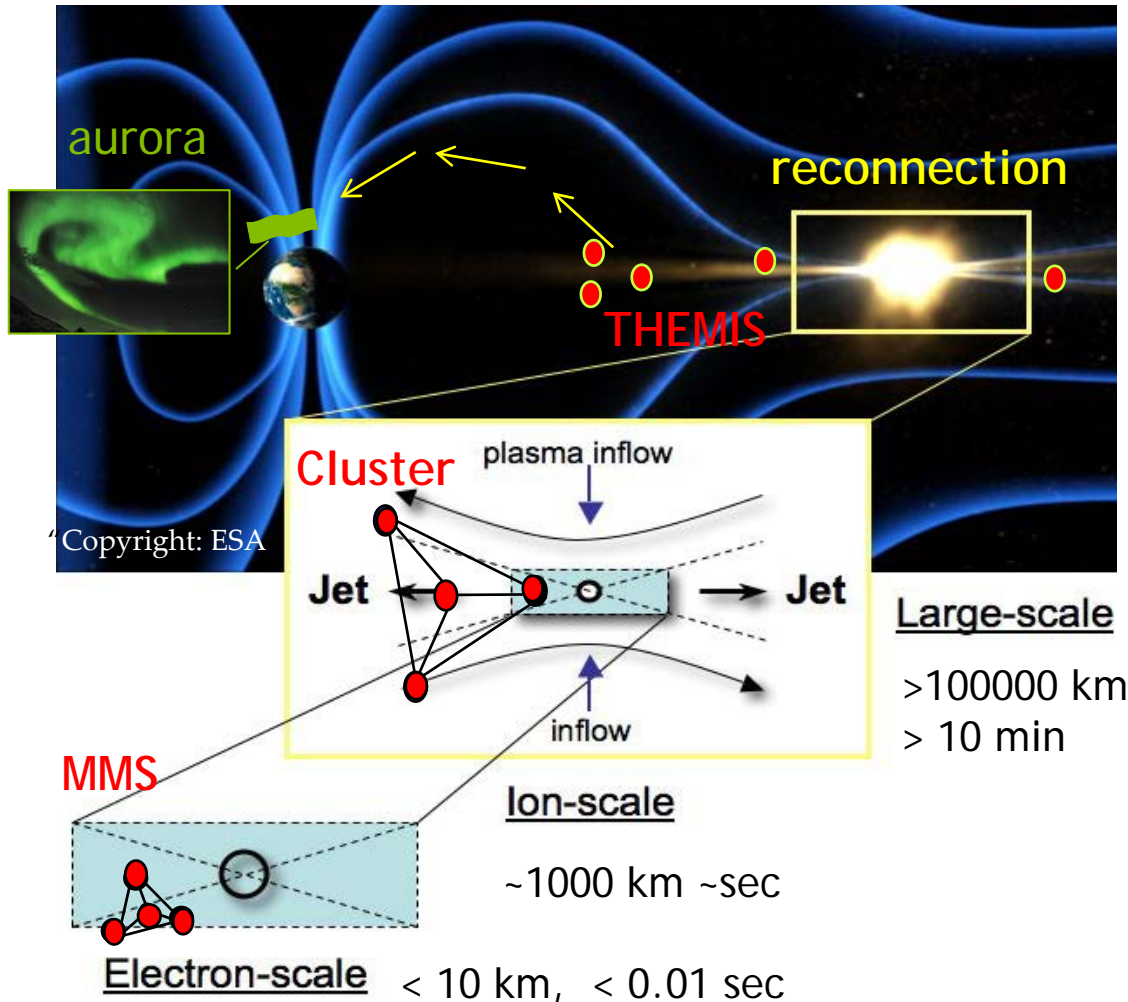 aurora
reconnection
THEMIS
Cluster
plasma inflow
“Copyright: ESA
Jet
Jet
Large-scale
>100000 km
> 10 min
inflow
MMS
Ion-scale
~1000 km ~sec
Electron-scale < 10 km, < 0.01 sec